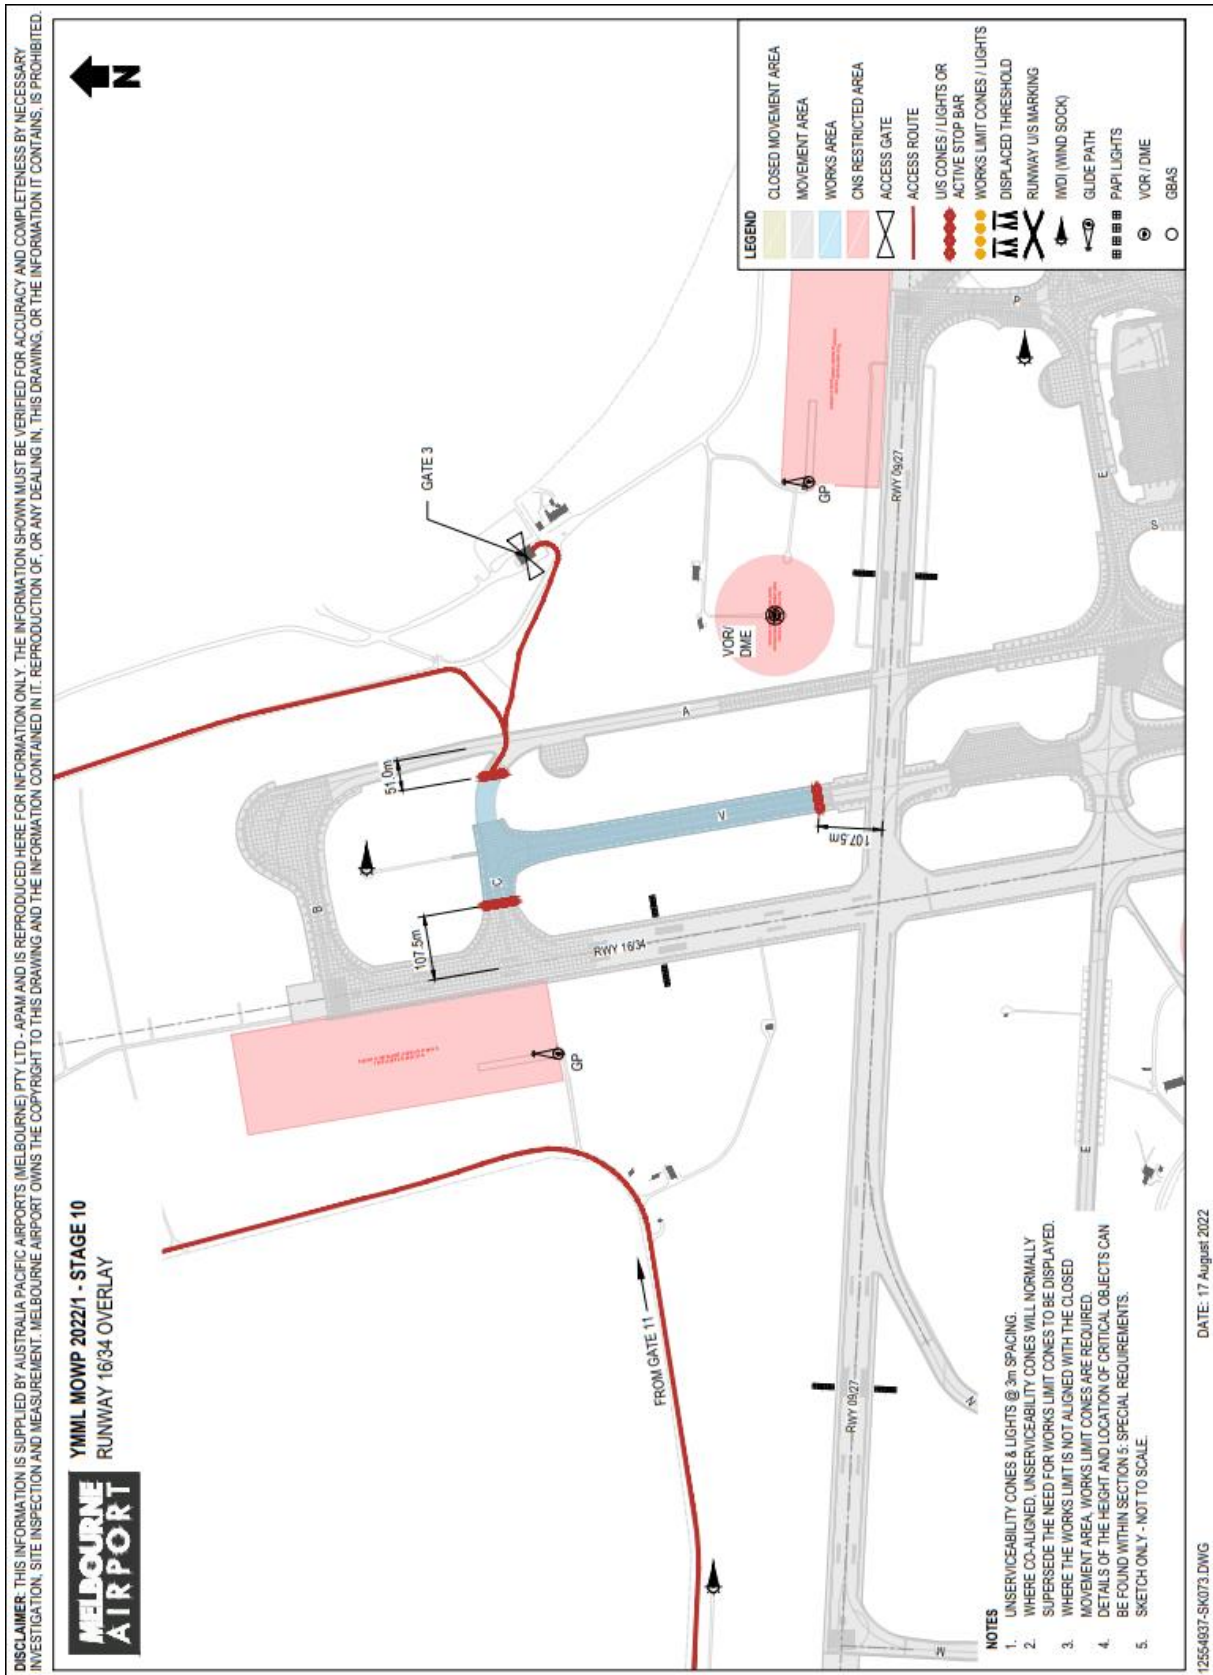 DISCLAIMER: THIS INFORMATION IS SUPPLIED BY AUSTRALIA PACIFIC AIRPORTS (MELBOURNE) PTY LTD - APAM AND IS REPRODUCED HERE FOR INFORMATION ONLY. THE INFORMATION SHOWN MUST BE VERIFIED FOR ACCURACY AND COMPLETENESS BY NECESSARY
INVESTIGATION, SITE INSPECTION AND MEASUREMENT. MELBOURNE AIRPORT OWNS THE COPYRIGHT TO THIS DRAWING AND THE INFORMATION CONTAINED IN IT. REPRODUCTION OF, OR ANY DEALING IN, THIS DRAWING, OR THE INFORMATION IT CONTAINS, IS PROHIBITED.
MELBOURNE
AIRPORT
YMML MOWP 2022/1 - STAGE 10
RUNWAY 16/34 OVERLAY
N
GATE 3
51.0m
B
107.5m
C
A
V
107.5m
RWY 16/34
GP
VOR/
DME
GP
RWY 09/27
P
E
S
FROM GATE 11
RWY 09/27
E
N
M
LEGEND
CLOSED MOVEMENT AREA
MOVEMENT AREA
WORKS AREA
CNS RESTRICTED AREA
ACCESS GATE
ACCESS ROUTE
U/S CONES / LIGHTS OR
ACTIVE STOP BAR
WORKS LIMIT CONES / LIGHTS
DISPLACED THRESHOLD
RUNWAY U/S MARKING
IWDI (WIND SOCK)
GLIDE PATH
PAPI LIGHTS
VOR / DME
GBAS
NOTES
1. UNSERVICEABILITY CONES & LIGHTS @ 3m SPACING.
2. WHERE CO-ALIGNED, UNSERVICEABILITY CONES WILL NORMALLY
SUPERSEDE THE NEED FOR WORKS LIMIT CONES TO BE DISPLAYED.
3. WHERE THE WORKS LIMIT IS NOT ALIGNED WITH THE CLOSED
MOVEMENT AREA, WORKS LIMIT CONES ARE REQUIRED.
4. DETAILS OF THE HEIGHT AND LOCATION OF CRITICAL OBJECTS CAN
BE FOUND WITHIN SECTION 5: SPECIAL REQUIREMENTS.
5. SKETCH ONLY - NOT TO SCALE.
12554937-SK073.DWG
DATE: 17 August 2022